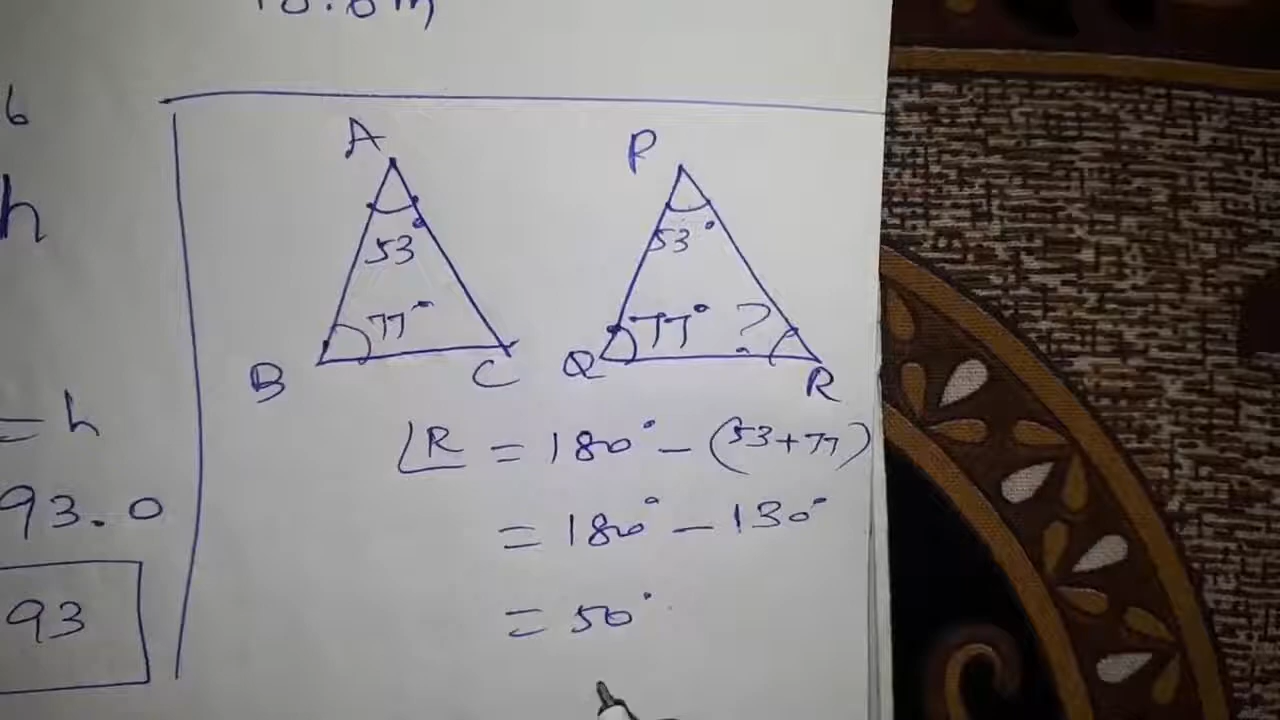 6
h
= h
93.0
93
A
53°
77°
B
C
P
53°
77°
?
Q
R
∠R = 180° - (53+77)
= 180° - 130°
= 50°